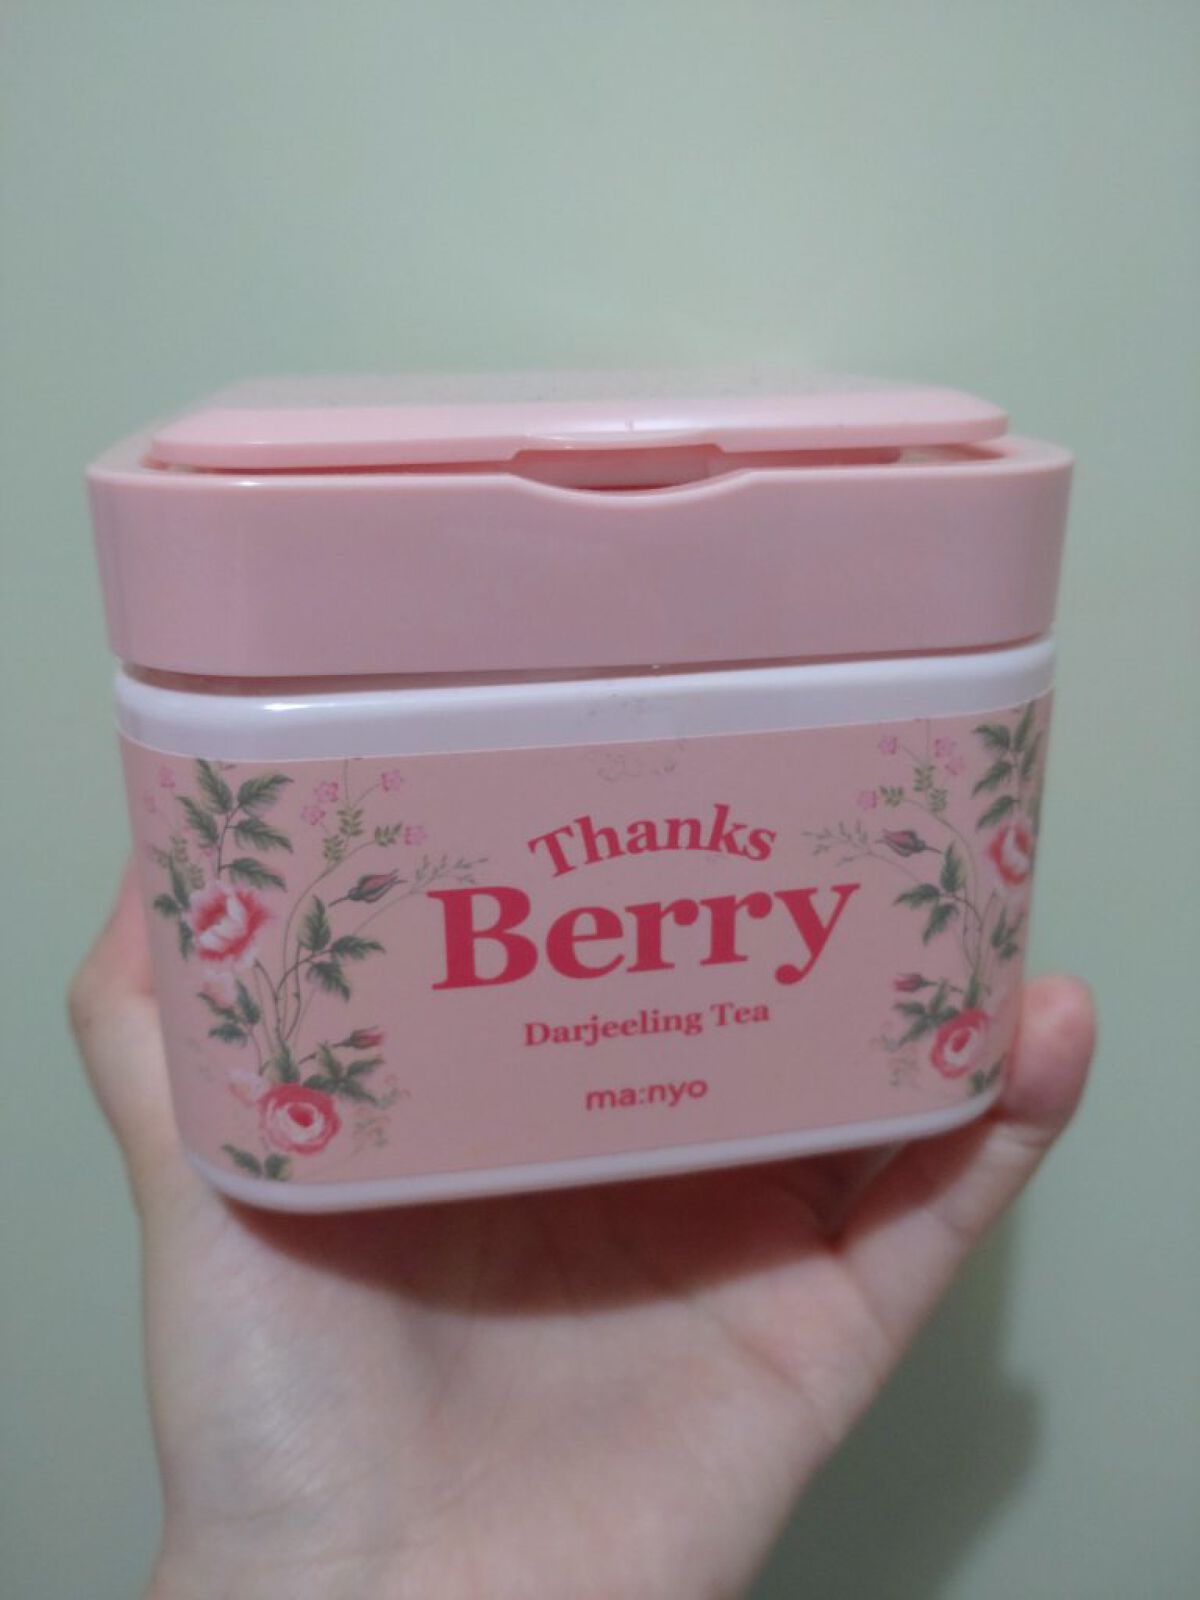 Thanks
Berry
Darjeeling Tea
ma:nyo